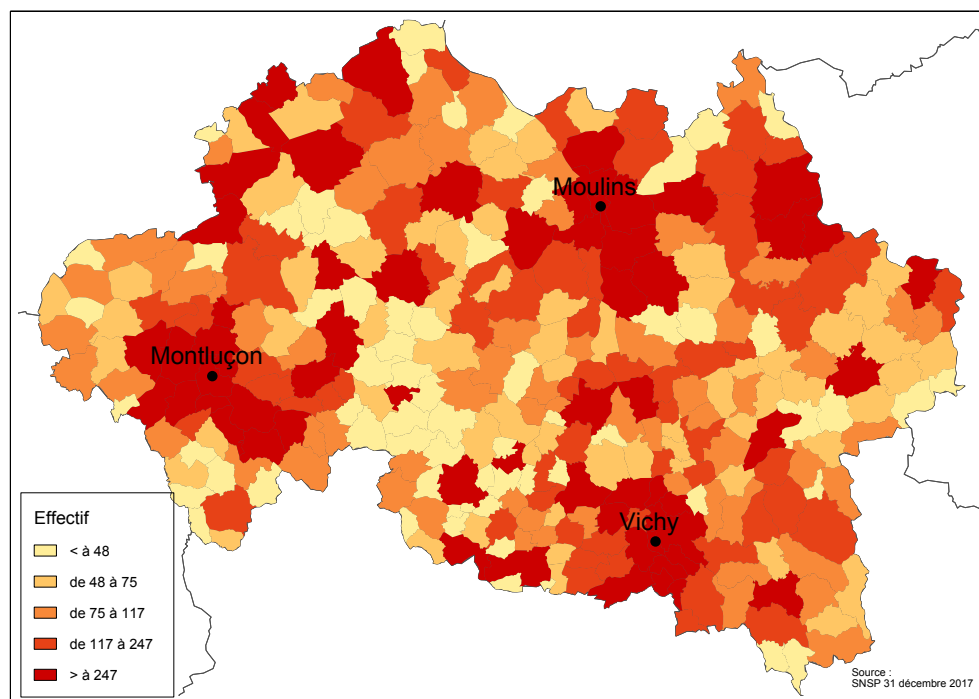 Moulins
Montluçon
Vichy
Effectif
< à 48
de 48 à 75
de 75 à 117
de 117 à 247
> à 247
Source :
SNSP 31 décembre 2017